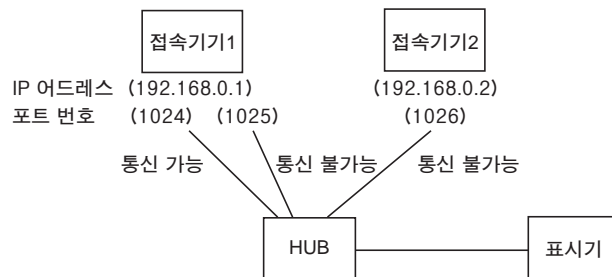 접속기기1 접속기기2
IP 어드레스 (192.168.0.1) (192.168.0.2)
포트 번호 (1024) (1025) (1026)
통신 가능 통신 불가능 통신 불가능
HUB 표시기